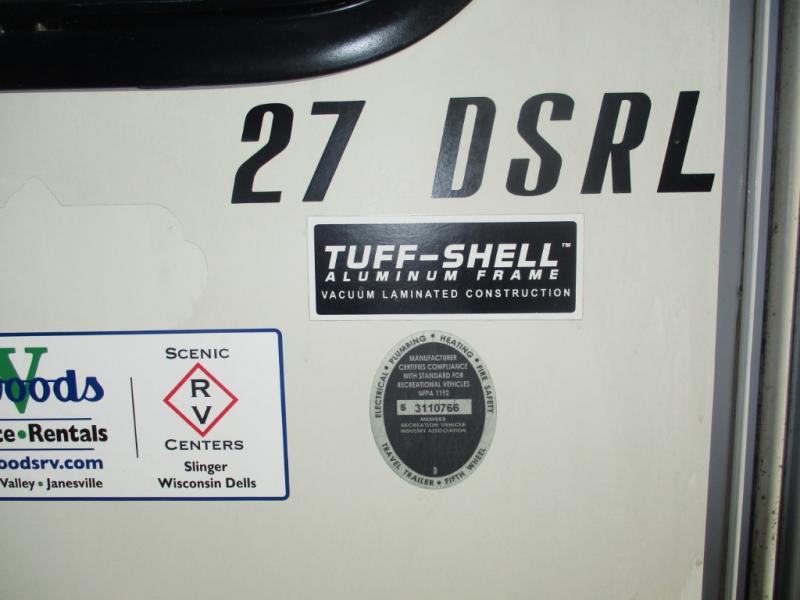 27 DSRL
TUFF-SHELL™
ALUMINUM FRAME
VACUUM LAMINATED CONSTRUCTION
V
oods
ce•Rentals
oodsrv.com
Valley • Janesville
SCENIC
R
V
CENTERS
Slinger
Wisconsin Dells
ELECTRICAL • PLUMBING • HEATING • FIRE SAFETY
MANUFACTURER
CERTIFIES COMPLIANCE
WITH STANDARD FOR
RECREATIONAL VEHICLES
NFPA 1192
S 3110766
MEMBER
RECREATION VEHICLE
INDUSTRY ASSOCIATION
D
TRAVEL TRAILER • FIFTH WHEEL